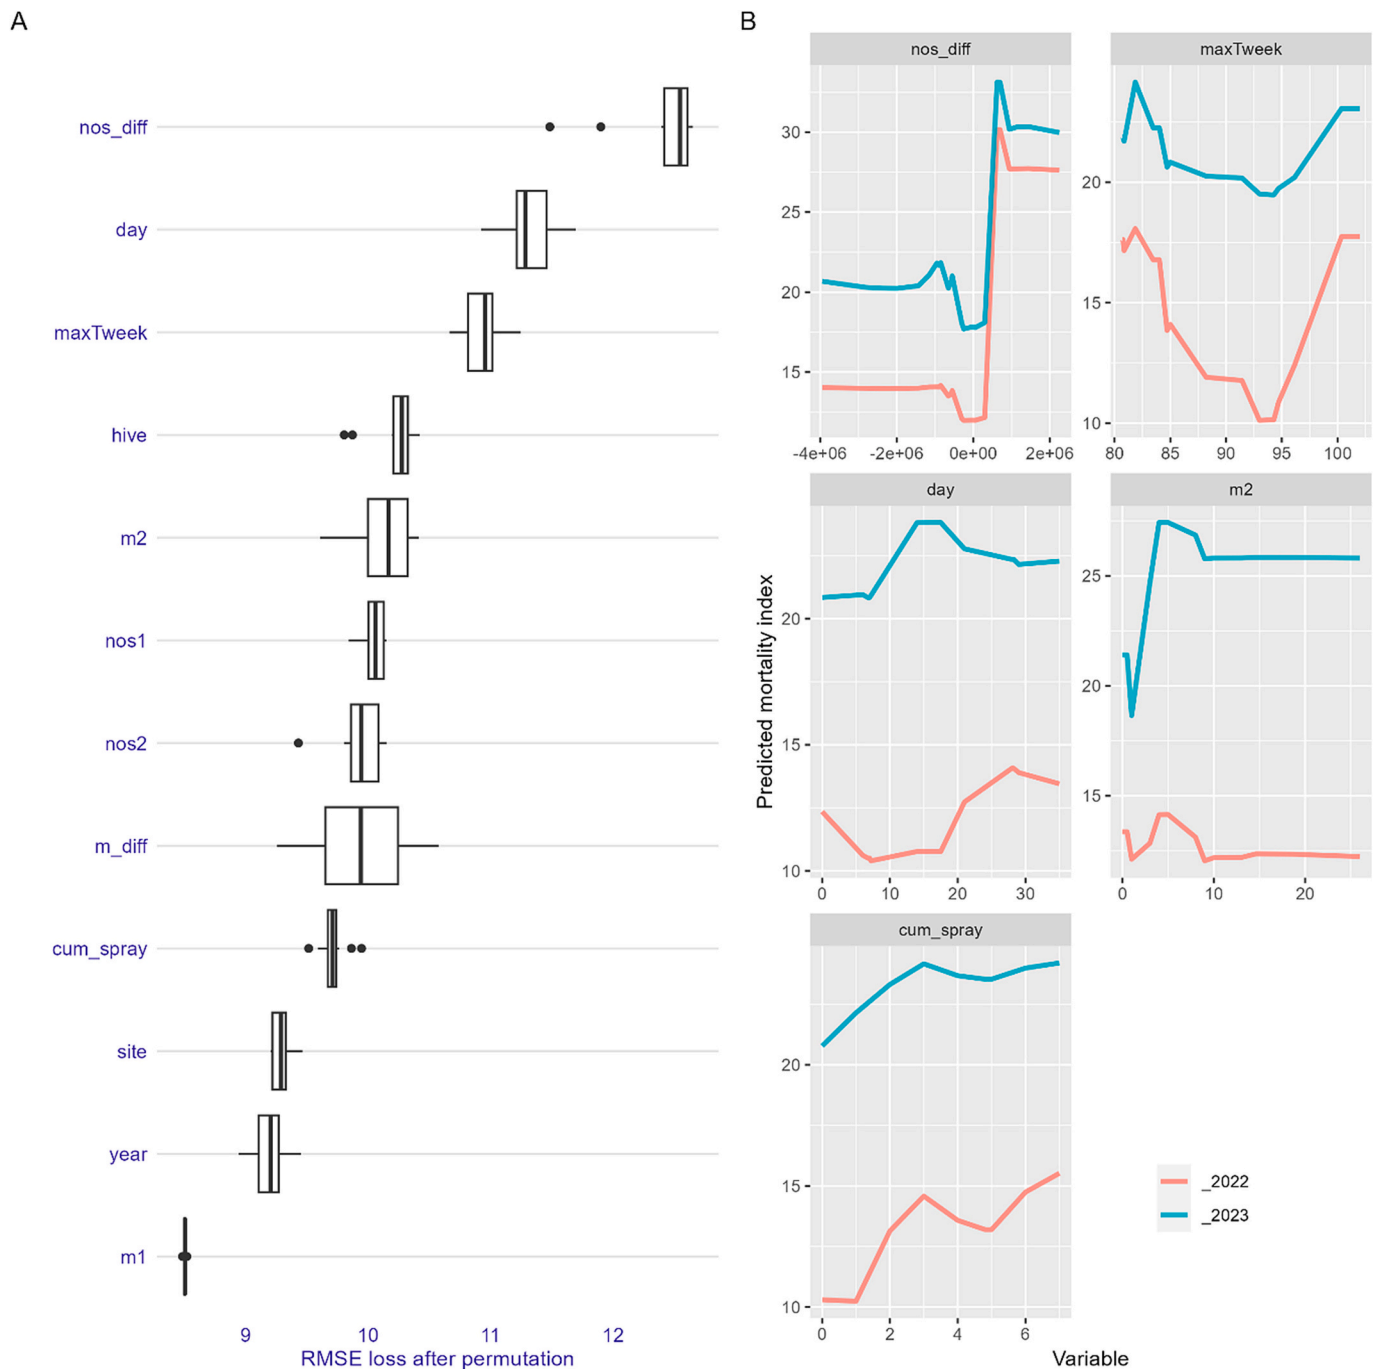 A
nos_diff
day
maxTweek
hive
m2
nos1
nos2
m_diff
cum_spray
site
year
m1
9 10 11 12
RMSE loss after permutation
B
Predicted mortality index
nos_diff
30
25
20
15
-4e+06 -2e+06 0e+00 2e+06
maxTweek
20
15
10
80 85 90 95 100
day
20
15
10
0 10 20 30
m2
25
20
15
0 10 20
cum_spray
20
15
10
0 2 4 6
_2022
_2023
Variable